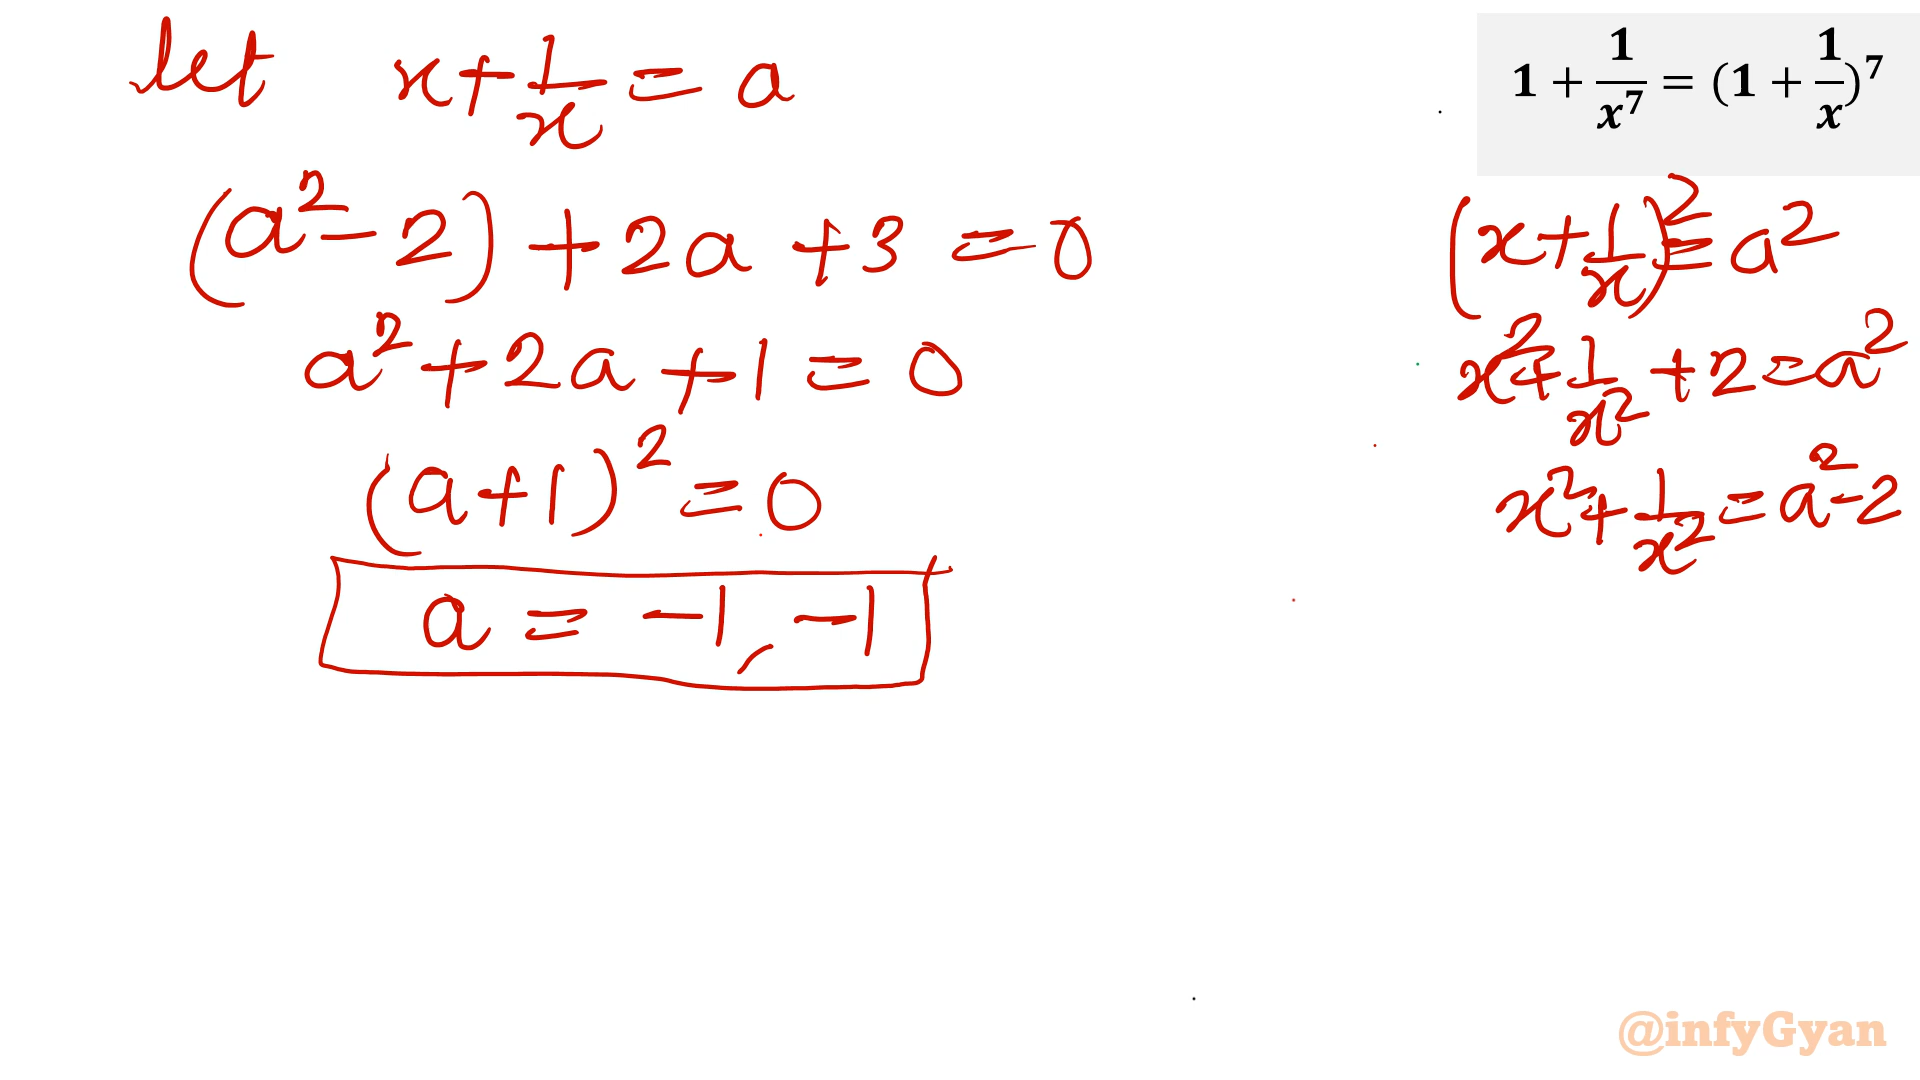 let x + 1/x = a
(a² - 2) + 2a + 3 = 0
a² + 2a + 1 = 0
(a+1)² = 0
a = -1, -1
1 + 1/x⁷ = (1 + 1/x)⁷
(x + 1/x)² = a²
x² + 1/x² + 2 = a²
x² + 1/x² = a² - 2
@infyGyan